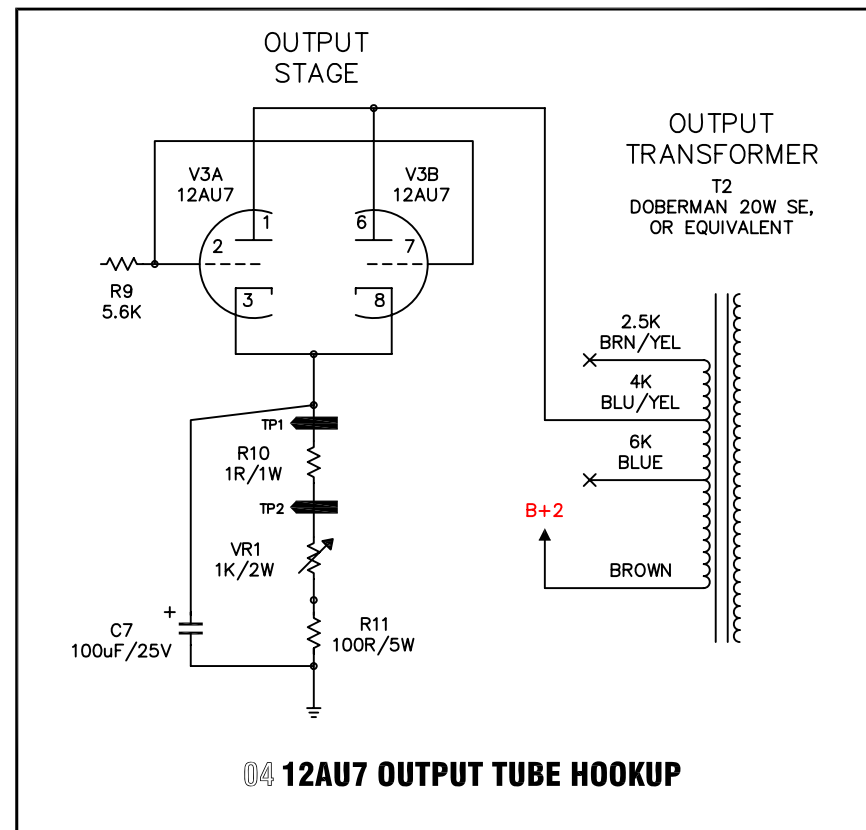 OUTPUT
STAGE
OUTPUT
TRANSFORMER
T2
DOBERMAN 20W SE,
OR EQUIVALENT
V3A
12AU7
V3B
12AU7
1
6
2
7
3
8
R9
5.6K
2.5K
BRN/YEL
4K
BLU/YEL
6K
BLUE
B+2
BROWN
TP1
R10
1R/1W
TP2
VR1
1K/2W
+
C7
100uF/25V
R11
100R/5W
04 12AU7 OUTPUT TUBE HOOKUP